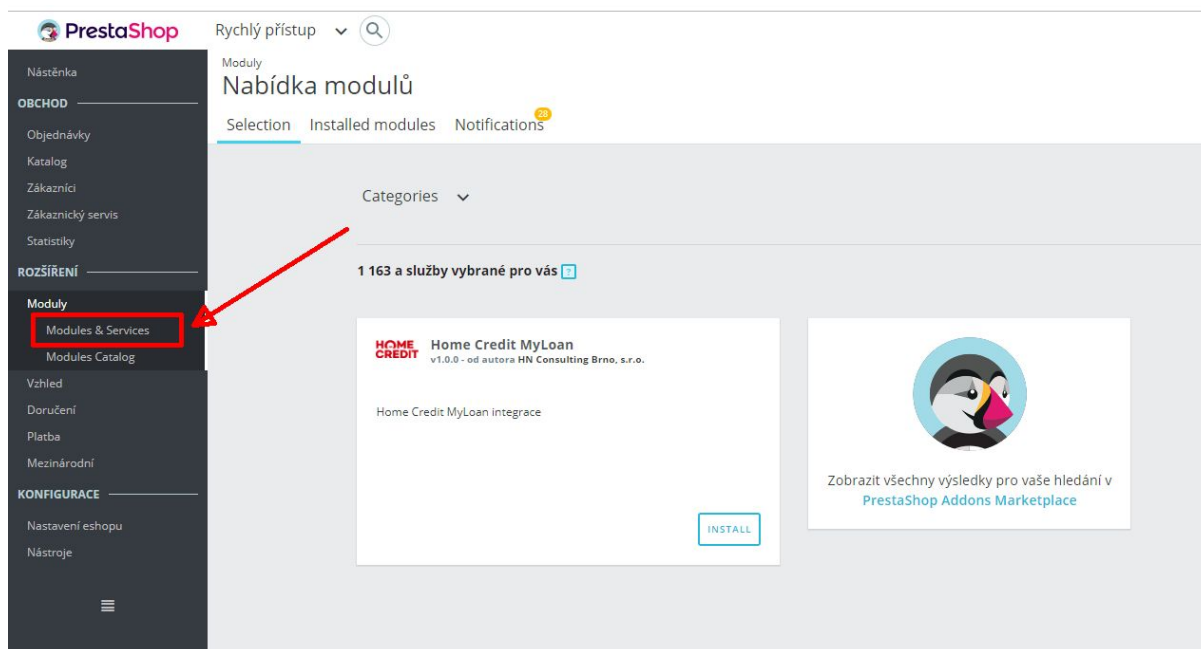 PrestaShop
Rychlý přístup
Nástěnka
OBCHOD
Objednávky
Katalog
Zákazníci
Zákaznický servis
Statistiky
ROZŠÍŘENÍ
Moduly
Modules & Services
Modules Catalog
Vzhled
Doručení
Platba
Mezinárodní
KONFIGURACE
Nastavení eshopu
Nástroje
Moduly
Nabídka modulů
Selection Installed modules Notifications 28
Categories
1 163 a služby vybrané pro vás ?
HOME
CREDIT
Home Credit MyLoan
v1.0.0 - od autora HN Consulting Brno, s.r.o.
Home Credit MyLoan integrace
INSTALL
Zobrazit všechny výsledky pro vaše hledání v
PrestaShop Addons Marketplace